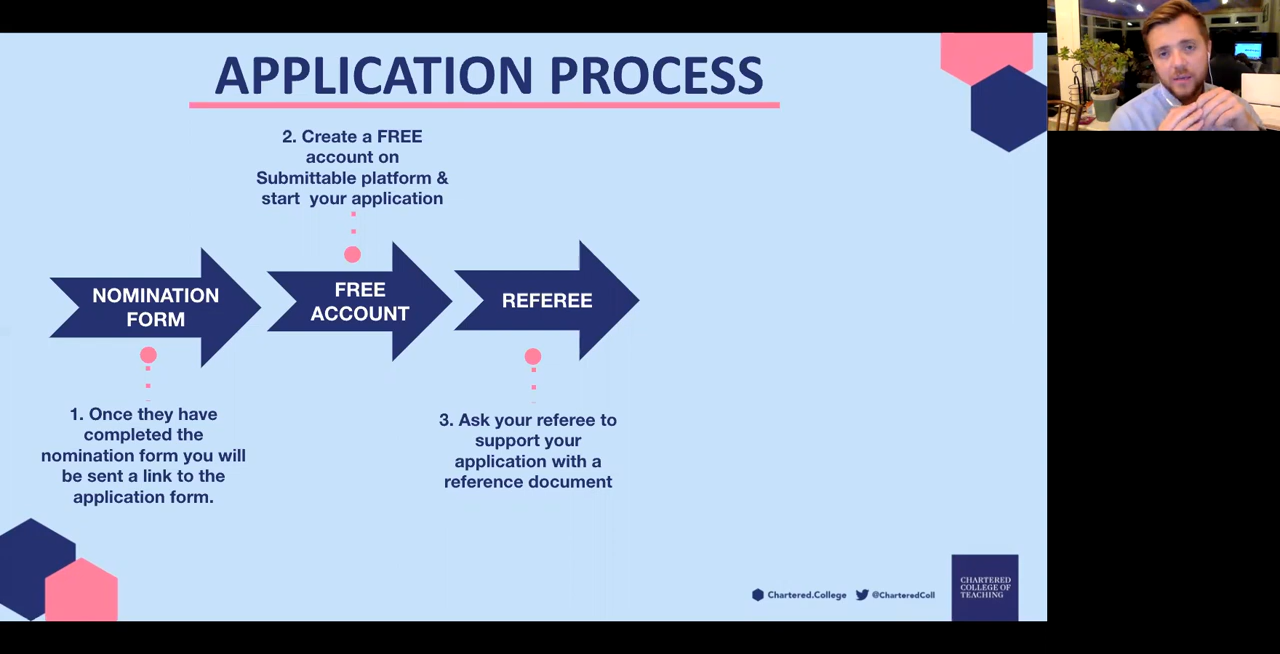 APPLICATION PROCESS
2. Create a FREE
account on
Submittable platform &
start your application
NOMINATION
FORM
FREE
ACCOUNT
REFEREE
1. Once they have
completed the
nomination form you will
be sent a link to the
application form.
3. Ask your referee to
support your
application with a
reference document
Chartered.College
@CharteredColl
CHARTERED
COLLEGE OF
TEACHING